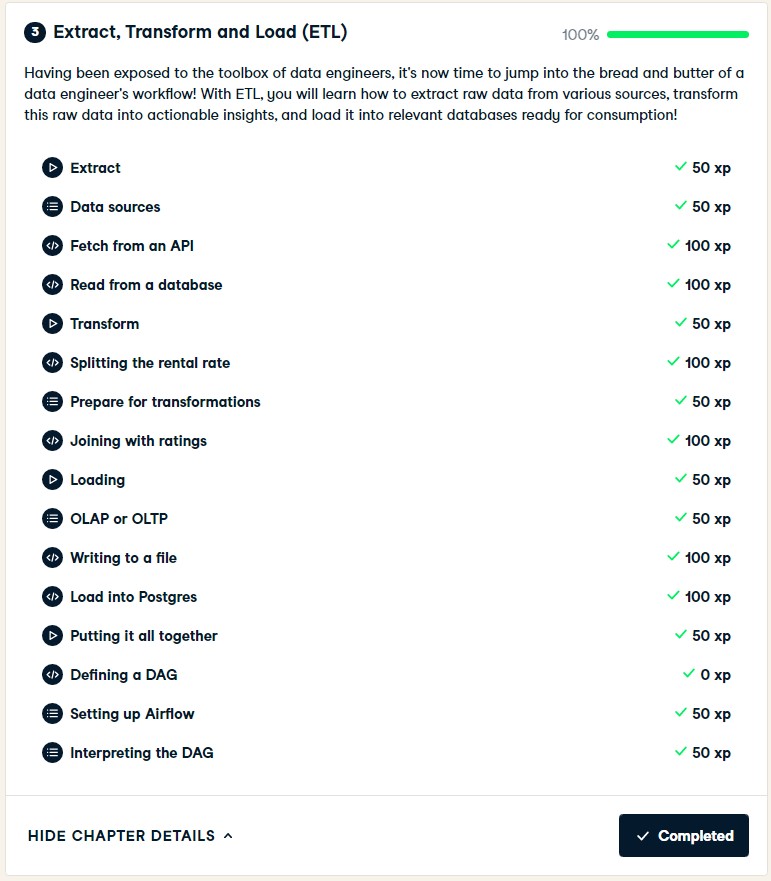 3 Extract, Transform and Load (ETL) 100%
Having been exposed to the toolbox of data engineers, it's now time to jump into the bread and butter of a
data engineer's workflow! With ETL, you will learn how to extract raw data from various sources, transform
this raw data into actionable insights, and load it into relevant databases ready for consumption!
Extract 50 xp
Data sources 50 xp
Fetch from an API 100 xp
Read from a database 100 xp
Transform 50 xp
Splitting the rental rate 100 xp
Prepare for transformations 50 xp
Joining with ratings 100 xp
Loading 50 xp
OLAP or OLTP 50 xp
Writing to a file 100 xp
Load into Postgres 100 xp
Putting it all together 50 xp
Defining a DAG 0 xp
Setting up Airflow 50 xp
Interpreting the DAG 50 xp
HIDE CHAPTER DETAILS Completed